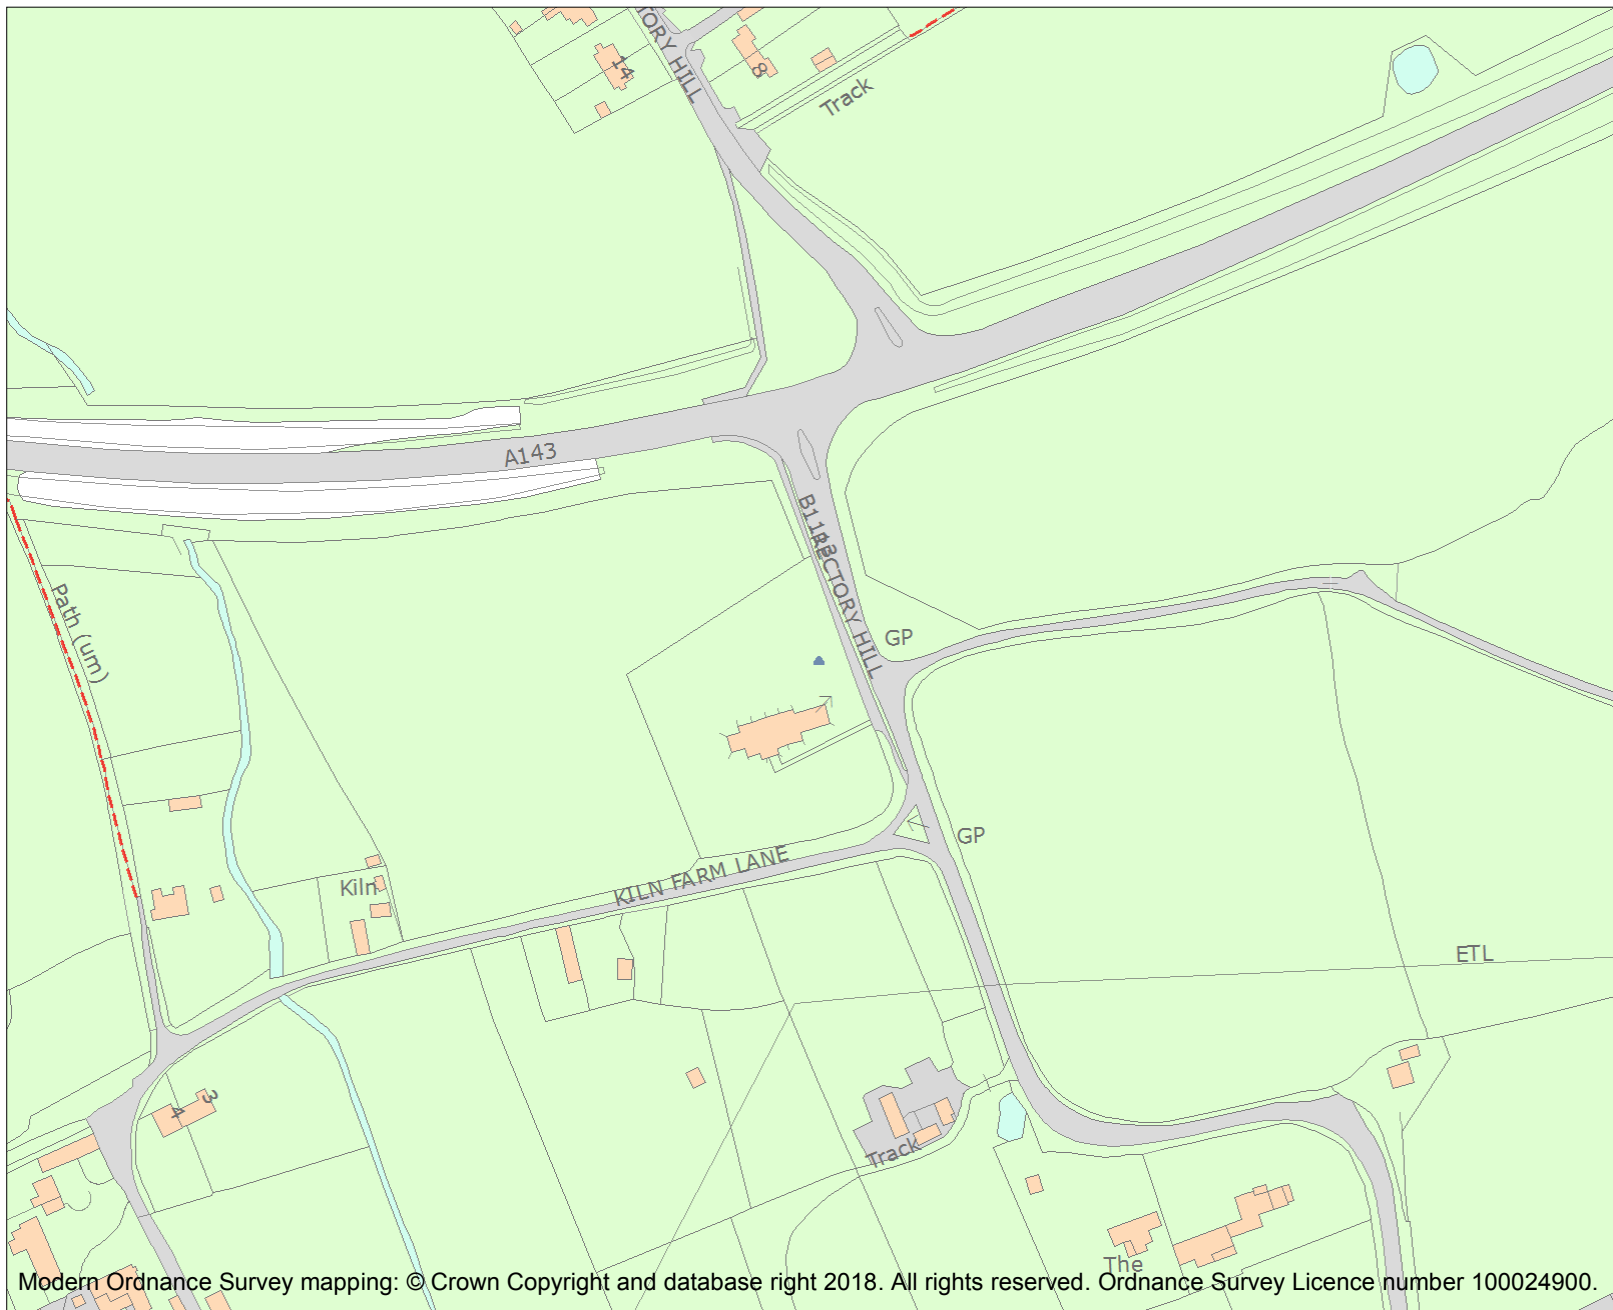 TORY HILL
14
8
Track
A143
B1113
RECTORY HILL
Path (um)
GP
GP
KILN FARM LANE
Kiln
ETL
3
4
Track
The
Modern Ordnance Survey mapping: © Crown Copyright and database right 2018. All rights reserved. Ordnance Survey Licence number 100024900.